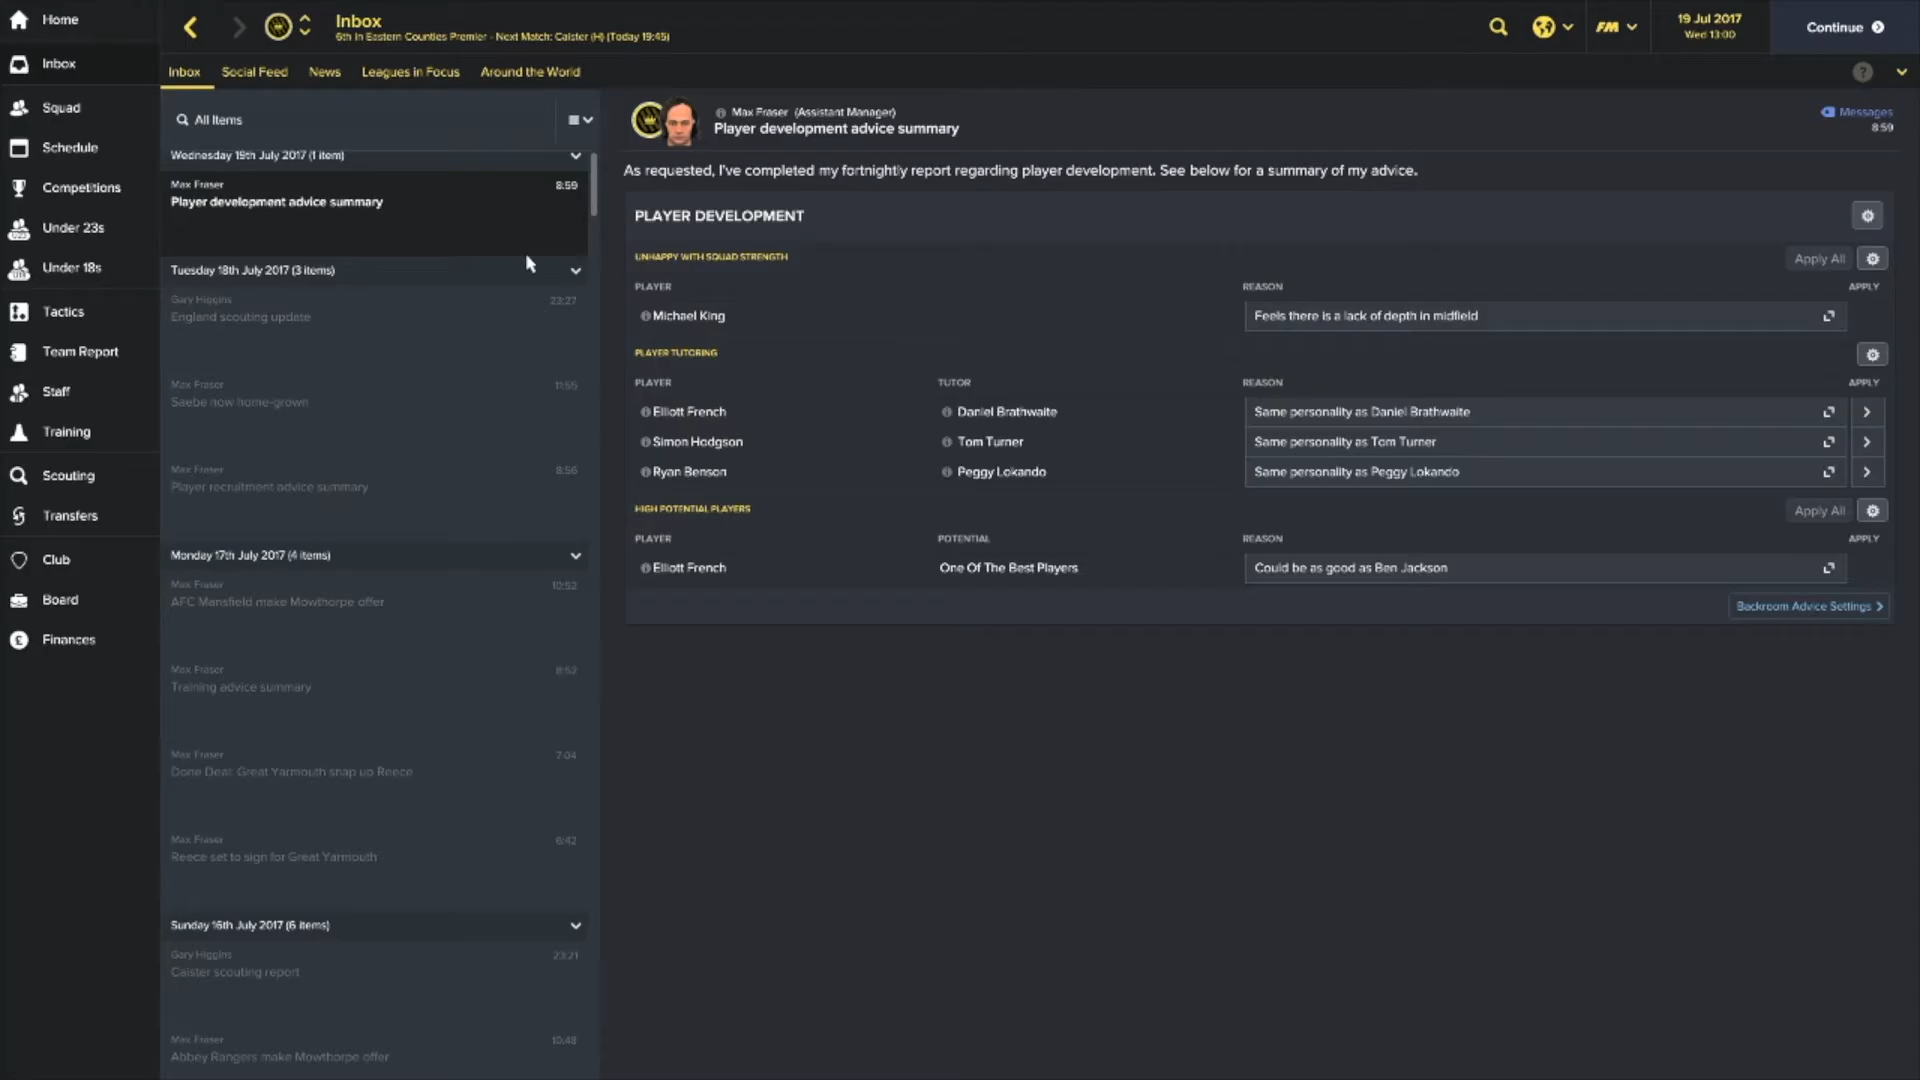 Home
Inbox
Squad
Schedule
Competitions
Under 23s
Under 18s
Tactics
Team Report
Staff
Training
Scouting
Transfers
Club
Board
Finances
Inbox
6th in Eastern Counties Premier - Next Match: Caister (H) (Today 19:45)
FM
19 Jul 2017
Wed 13:00
Continue
Inbox Social Feed News Leagues in Focus Around the World
?
All Items
Wednesday 19th July 2017 (1 item)
Max Fraser 8:59
Player development advice summary
Tuesday 18th July 2017 (3 items)
Gary Higgins 23:27
England scouting update
Max Fraser 11:55
Saebe now home-grown
Max Fraser 8:56
Player recruitment advice summary
Monday 17th July 2017 (4 items)
Max Fraser 10:52
AFC Mansfield make Mowthorpe offer
Max Fraser 8:52
Training advice summary
Max Fraser 7:04
Done Deal: Great Yarmouth snap up Reece
Max Fraser 6:42
Reece set to sign for Great Yarmouth
Sunday 16th July 2017 (6 items)
Gary Higgins 23:21
Caister scouting report
Max Fraser 10:48
Abbey Rangers make Mowthorpe offer
Max Fraser (Assistant Manager)
Player development advice summary
Messages
8:59
As requested, I've completed my fortnightly report regarding player development. See below for a summary of my advice.
PLAYER DEVELOPMENT
UNHAPPY WITH SQUAD STRENGTH Apply All
PLAYER REASON APPLY
Michael King Feels there is a lack of depth in midfield
PLAYER TUTORING
PLAYER TUTOR REASON APPLY
Elliott French Daniel Brathwaite Same personality as Daniel Brathwaite
Simon Hodgson Tom Turner Same personality as Tom Turner
Ryan Benson Peggy Lokando Same personality as Peggy Lokando
HIGH POTENTIAL PLAYERS Apply All
PLAYER POTENTIAL REASON APPLY
Elliott French One Of The Best Players Could be as good as Ben Jackson
Backroom Advice Settings